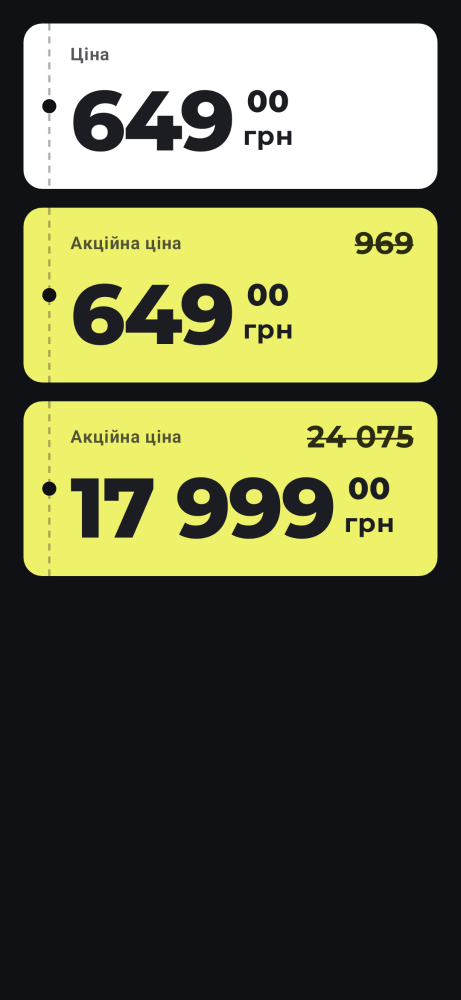 Ціна
649 00
грн
Акційна ціна 969
649 00
грн
Акційна ціна 24 075
17 999 00
грн